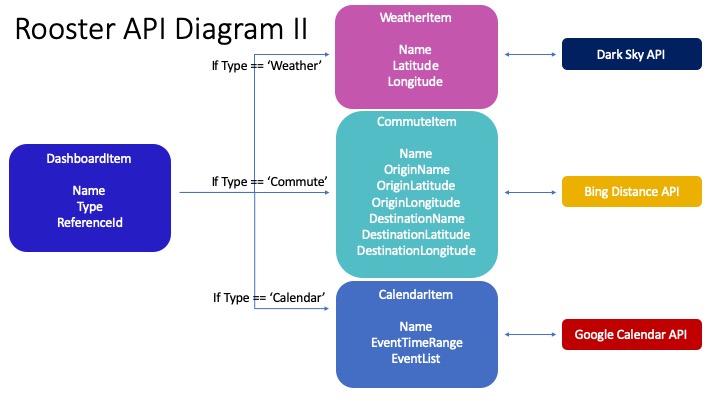 Rooster API Diagram II
DashboardItem
Name
Type
ReferenceId
If Type == ‘Weather’
If Type == ‘Commute’
If Type == ‘Calendar’
WeatherItem
Name
Latitude
Longitude
CommuteItem
Name
OriginName
OriginLatitude
OriginLongitude
DestinationName
DestinationLatitude
DestinationLongitude
CalendarItem
Name
EventTimeRange
EventList
Dark Sky API
Bing Distance API
Google Calendar API